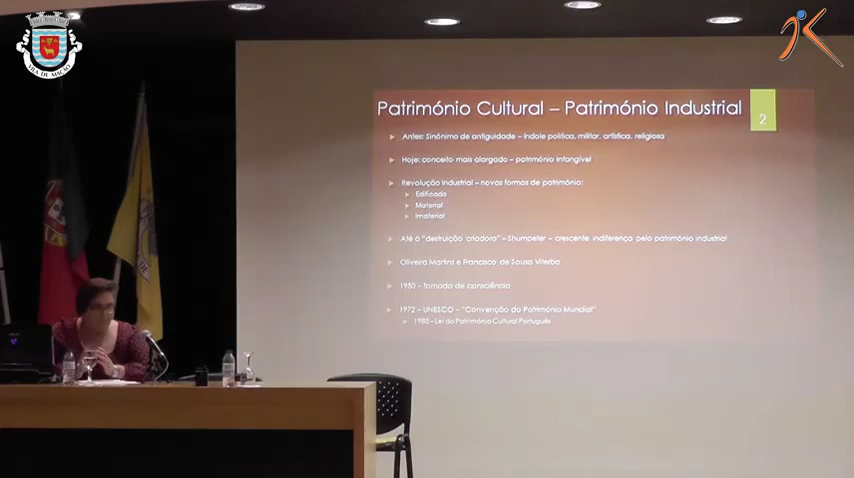 VILA DE MAÇÃO
Património Cultural – Património Industrial
2
Antes: Sinónimo de antiguidade – índole política, militar, artística, religiosa
Hoje: conceito mais alargado – património intangível
Revolução Industrial – novas formas de património:
Edificado
Material
Imaterial
Até à "destruição criadora" – Shumpeter – crescente indiferença pelo património industrial
Oliveira Martins e Francisco de Sousa Viterbo
1950 – tomada de consciência
1972 – UNESCO – "Convenção do Património Mundial"
1985 – Lei do Património Cultural Português